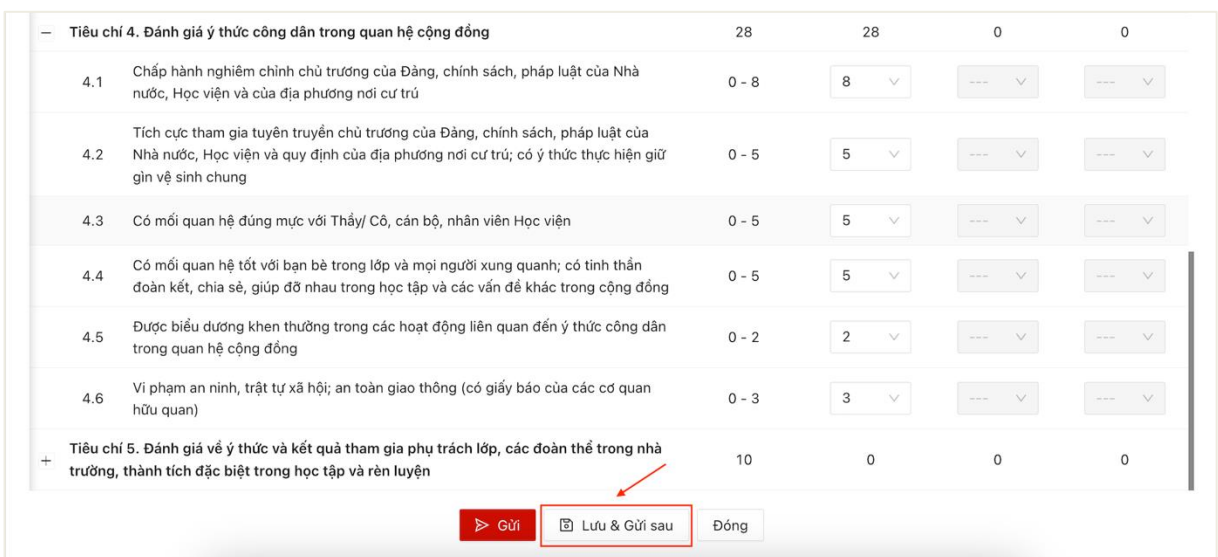 − Tiêu chí 4. Đánh giá ý thức công dân trong quan hệ cộng đồng 28 28 0 0
4.1 Chấp hành nghiêm chỉnh chủ trương của Đảng, chính sách, pháp luật của Nhà
nước, Học viện và của địa phương nơi cư trú 0 - 8 8 --- ---
Tích cực tham gia tuyên truyền chủ trương của Đảng, chính sách, pháp luật của
4.2 Nhà nước, Học viện và quy định của địa phương nơi cư trú; có ý thức thực hiện giữ 0 - 5 5 --- ---
gìn vệ sinh chung
4.3 Có mối quan hệ đúng mực với Thầy/ Cô, cán bộ, nhân viên Học viện 0 - 5 5 --- ---
4.4 Có mối quan hệ tốt với bạn bè trong lớp và mọi người xung quanh; có tinh thần
đoàn kết, chia sẻ, giúp đỡ nhau trong học tập và các vấn đề khác trong cộng đồng 0 - 5 5 --- ---
4.5 Được biểu dương khen thưởng trong các hoạt động liên quan đến ý thức công dân
trong quan hệ cộng đồng 0 - 2 2 --- ---
4.6 Vi phạm an ninh, trật tự xã hội; an toàn giao thông (có giấy báo của các cơ quan
hữu quan) 0 - 3 3 --- ---
+ Tiêu chí 5. Đánh giá về ý thức và kết quả tham gia phụ trách lớp, các đoàn thể trong nhà
trường, thành tích đặc biệt trong học tập và rèn luyện 10 0 0 0
Gửi Lưu & Gửi sau Đóng